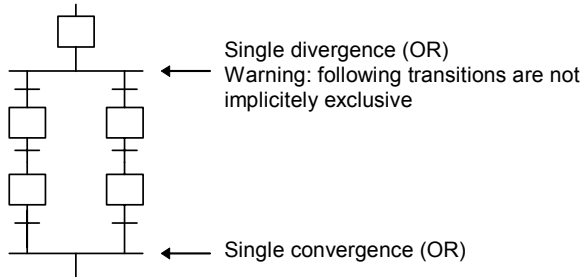 Single divergence (OR)
Warning: following transitions are not
implicitely exclusive
Single convergence (OR)